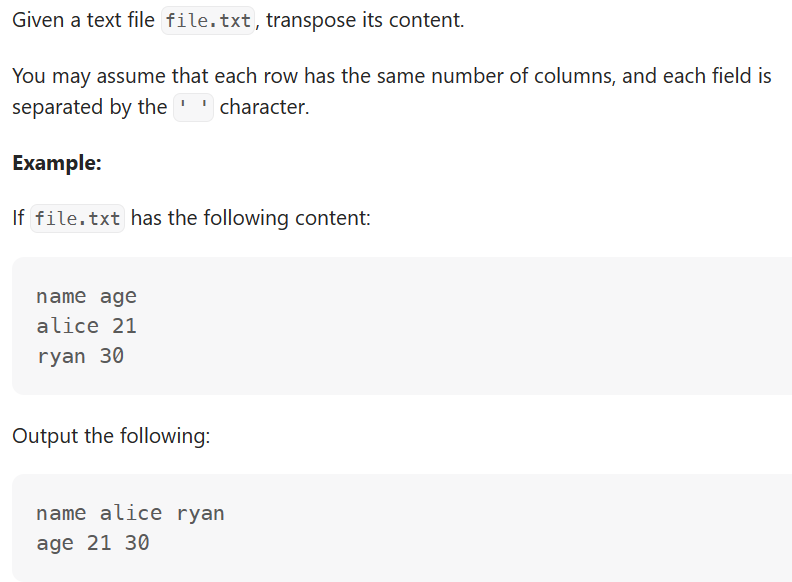 Given a text file file.txt, transpose its content.
You may assume that each row has the same number of columns, and each field is
separated by the ' ' character.
Example:
If file.txt has the following content:
name age
alice 21
ryan 30
Output the following:
name alice ryan
age 21 30